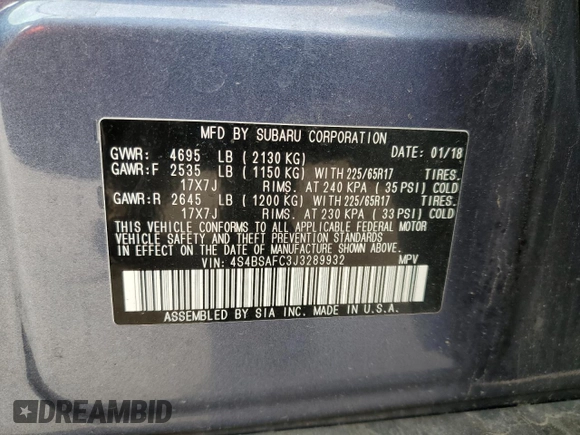 MFD BY SUBARU CORPORATION
GVWR: 4695 LB (2130 KG) DATE: 01/18
GAWR:F 2535 LB (1150 KG) WITH 225/65R17 TIRES.
17X7J RIMS. AT 240 KPA (35 PSI) COLD
GAWR:R 2645 LB (1200 KG) WITH 225/65R17 TIRES.
17X7J RIMS. AT 230 KPA (33 PSI) COLD
THIS VEHICLE CONFORMS TO ALL APPLICABLE FEDERAL MOTOR
VEHICLE SAFETY AND THEFT PREVENTION STANDARDS
IN EFFECT ON THE DATE OF MANUFACTURE SHOWN ABOVE.
VIN: 4S4BSAFC3J3289932 MPV
ASSEMBLED BY SIA INC. MADE IN U.S.A.
DREAMBID